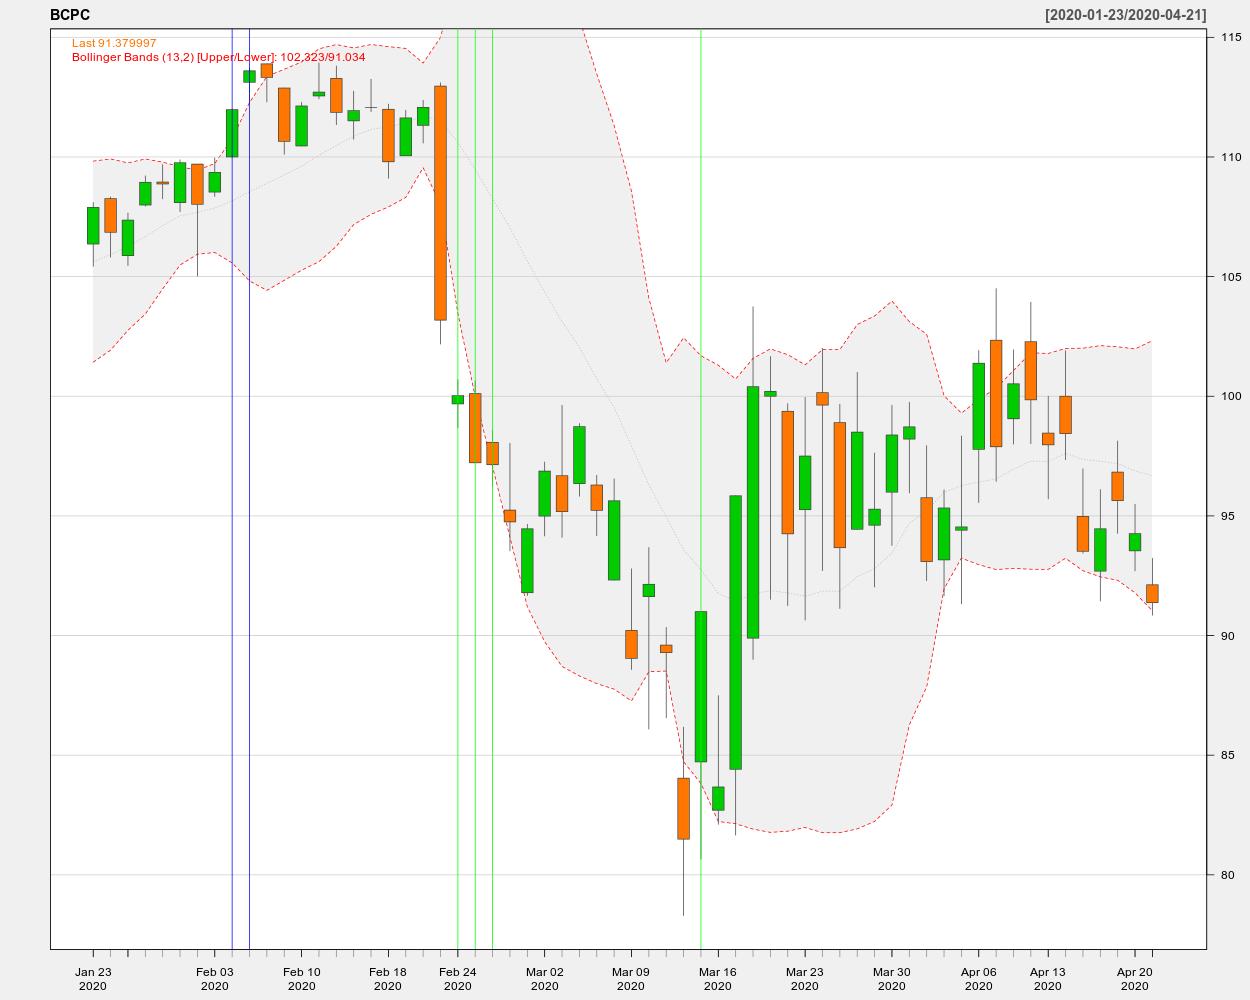 BCPC
[2020-01-23/2020-04-21]
Last 91.379997
Bollinger Bands (13,2) [Upper/Lower]: 102.323/91.034
115
110
105
100
95
90
85
80
Jan 23 Feb 03 Feb 10 Feb 18 Feb 24 Mar 02 Mar 09 Mar 16 Mar 23 Mar 30 Apr 06 Apr 13 Apr 20
2020 2020 2020 2020 2020 2020 2020 2020 2020 2020 2020 2020 2020